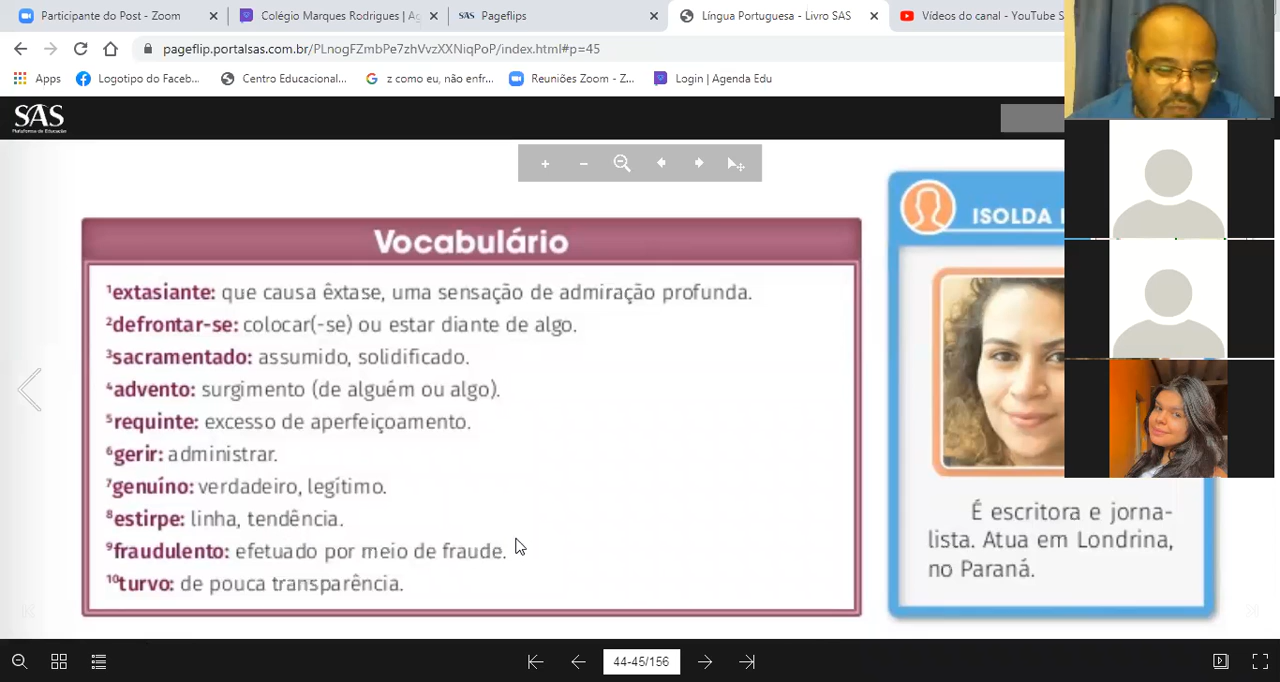 Participante do Post - Zoom
Colégio Marques Rodrigues | Ag
Pageflips
Língua Portuguesa - Livro SAS
Vídeos do canal - YouTube S
pageflip.portalsas.com.br/PLnogFZmbPe7zhVvzXXNiqPoP/index.html#p=45
Apps
Logotipo do Faceb...
Centro Educacional...
z como eu, não enfr...
Reuniões Zoom - Z...
Login | Agenda Edu
SAS
Plataforma de Educação
Vocabulário
¹extasiante: que causa êxtase, uma sensação de admiração profunda.
²defrontar-se: colocar(-se) ou estar diante de algo.
³sacramentado: assumido, solidificado.
⁴advento: surgimento (de alguém ou algo).
⁵requinte: excesso de aperfeiçoamento.
⁶gerir: administrar.
⁷genuíno: verdadeiro, legítimo.
⁸estirpe: linha, tendência.
⁹fraudulento: efetuado por meio de fraude.
¹⁰turvo: de pouca transparência.
ISOLDA
É escritora e jorna-
lista. Atua em Londrina,
no Paraná.
44-45/156